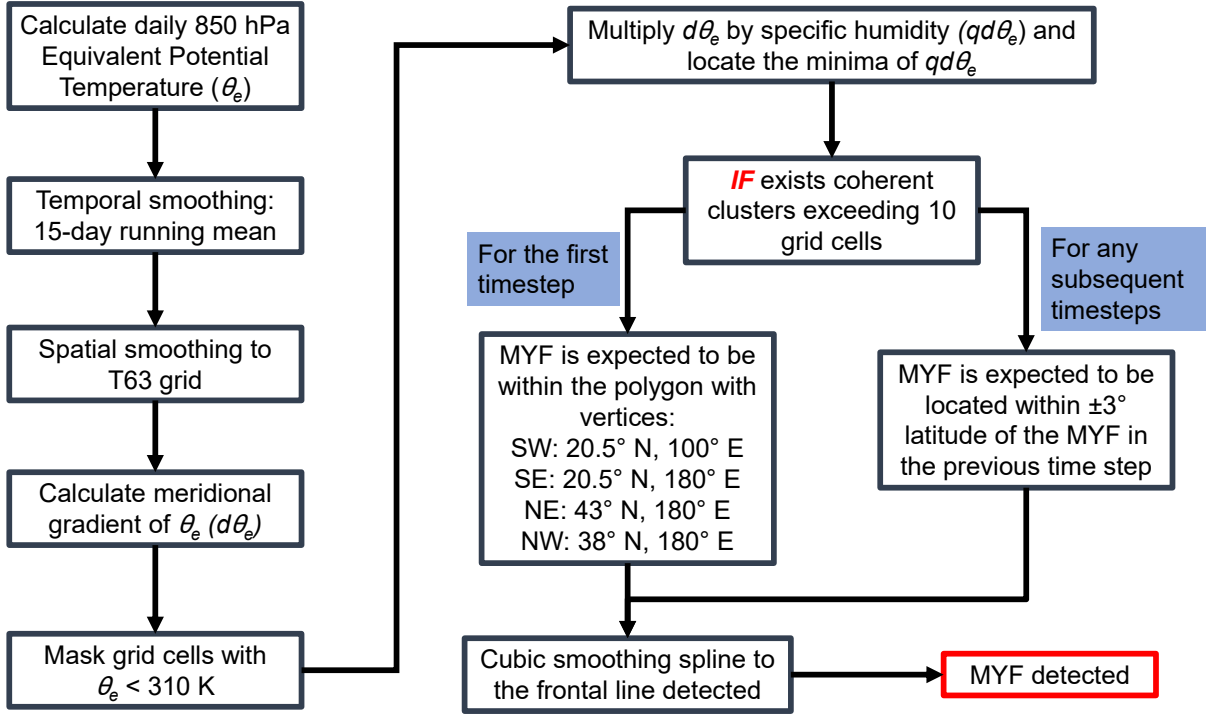 Calculate daily 850 hPa
Equivalent Potential
Temperature (θe)
Temporal smoothing:
15-day running mean
Spatial smoothing to
T63 grid
Calculate meridional
gradient of θe (dθe)
Mask grid cells with
θe < 310 K
Multiply dθe by specific humidity (qdθe) and
locate the minima of qdθe
IF exists coherent
clusters exceeding 10
grid cells
For the first
timestep
For any
subsequent
timesteps
MYF is expected to be
within the polygon with
vertices:
SW: 20.5° N, 100° E
SE: 20.5° N, 180° E
NE: 43° N, 180° E
NW: 38° N, 180° E
MYF is expected to be
located within ±3°
latitude of the MYF in
the previous time step
Cubic smoothing spline to
the frontal line detected
MYF detected